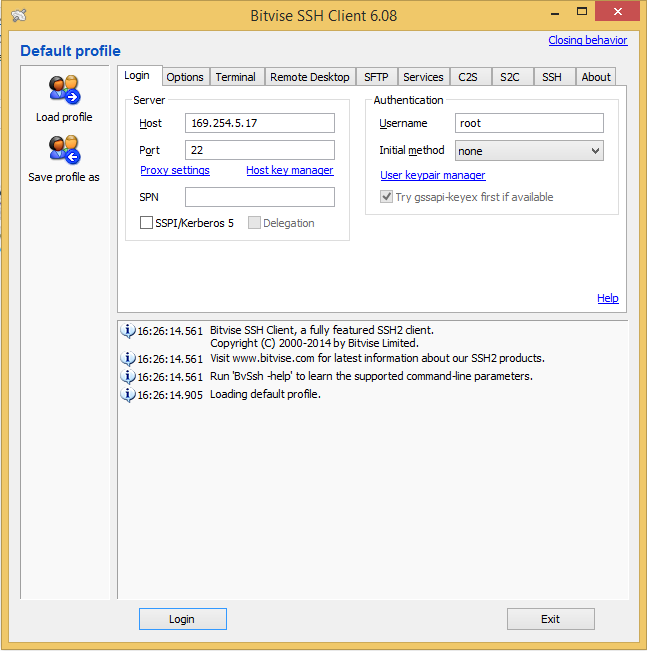 Bitvise SSH Client 6.08
Default profile
Closing behavior
Load profile
Save profile as
Login Options Terminal Remote Desktop SFTP Services C2S S2C SSH About
Server
Host 169.254.5.17
Port 22
Proxy settings Host key manager
SPN
SSPI/Kerberos 5 Delegation
Authentication
Username root
Initial method none
User keypair manager
Try gssapi-keyex first if available
Help
16:26:14.561 Bitvise SSH Client, a fully featured SSH2 client.
Copyright (C) 2000-2014 by Bitvise Limited.
16:26:14.561 Visit www.bitvise.com for latest information about our SSH2 products.
16:26:14.561 Run 'BvSsh -help' to learn the supported command-line parameters.
16:26:14.905 Loading default profile.
Login Exit